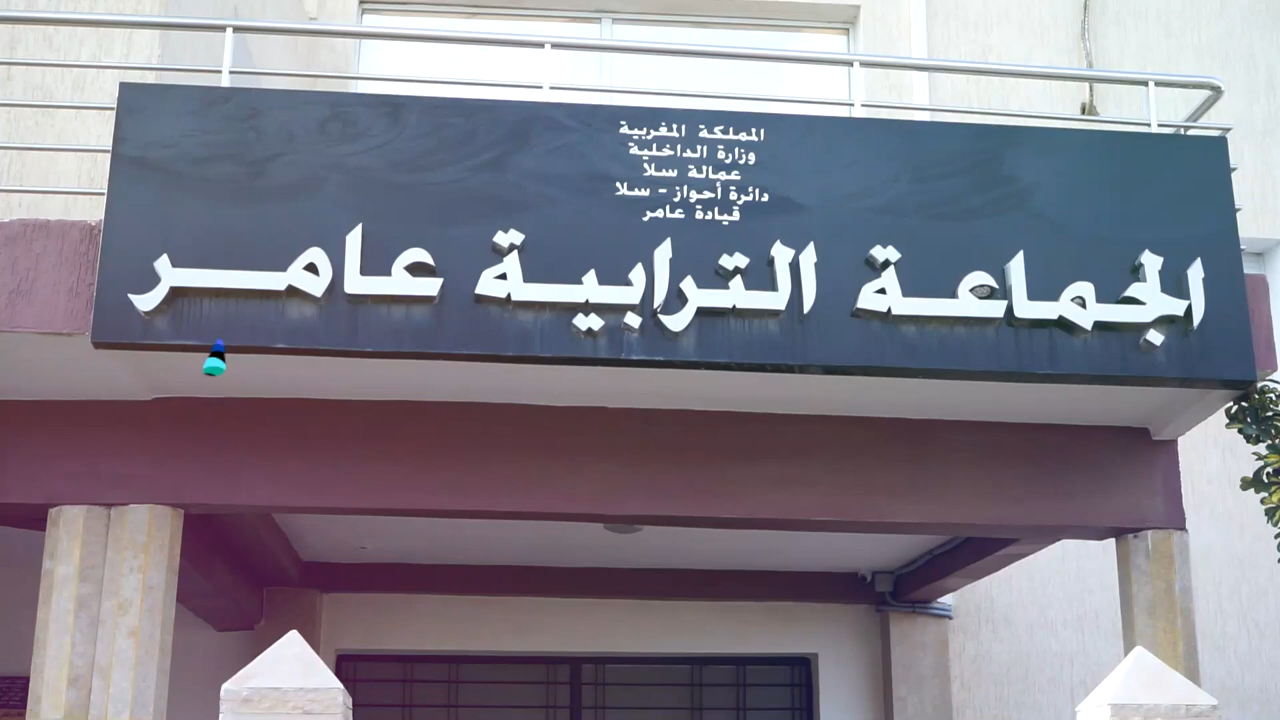 المملكة المغربية
وزارة الداخلية
عمالة سلا
دائرة أحواز - سلا
قيادة عامر
الجماعة الترابية عامر